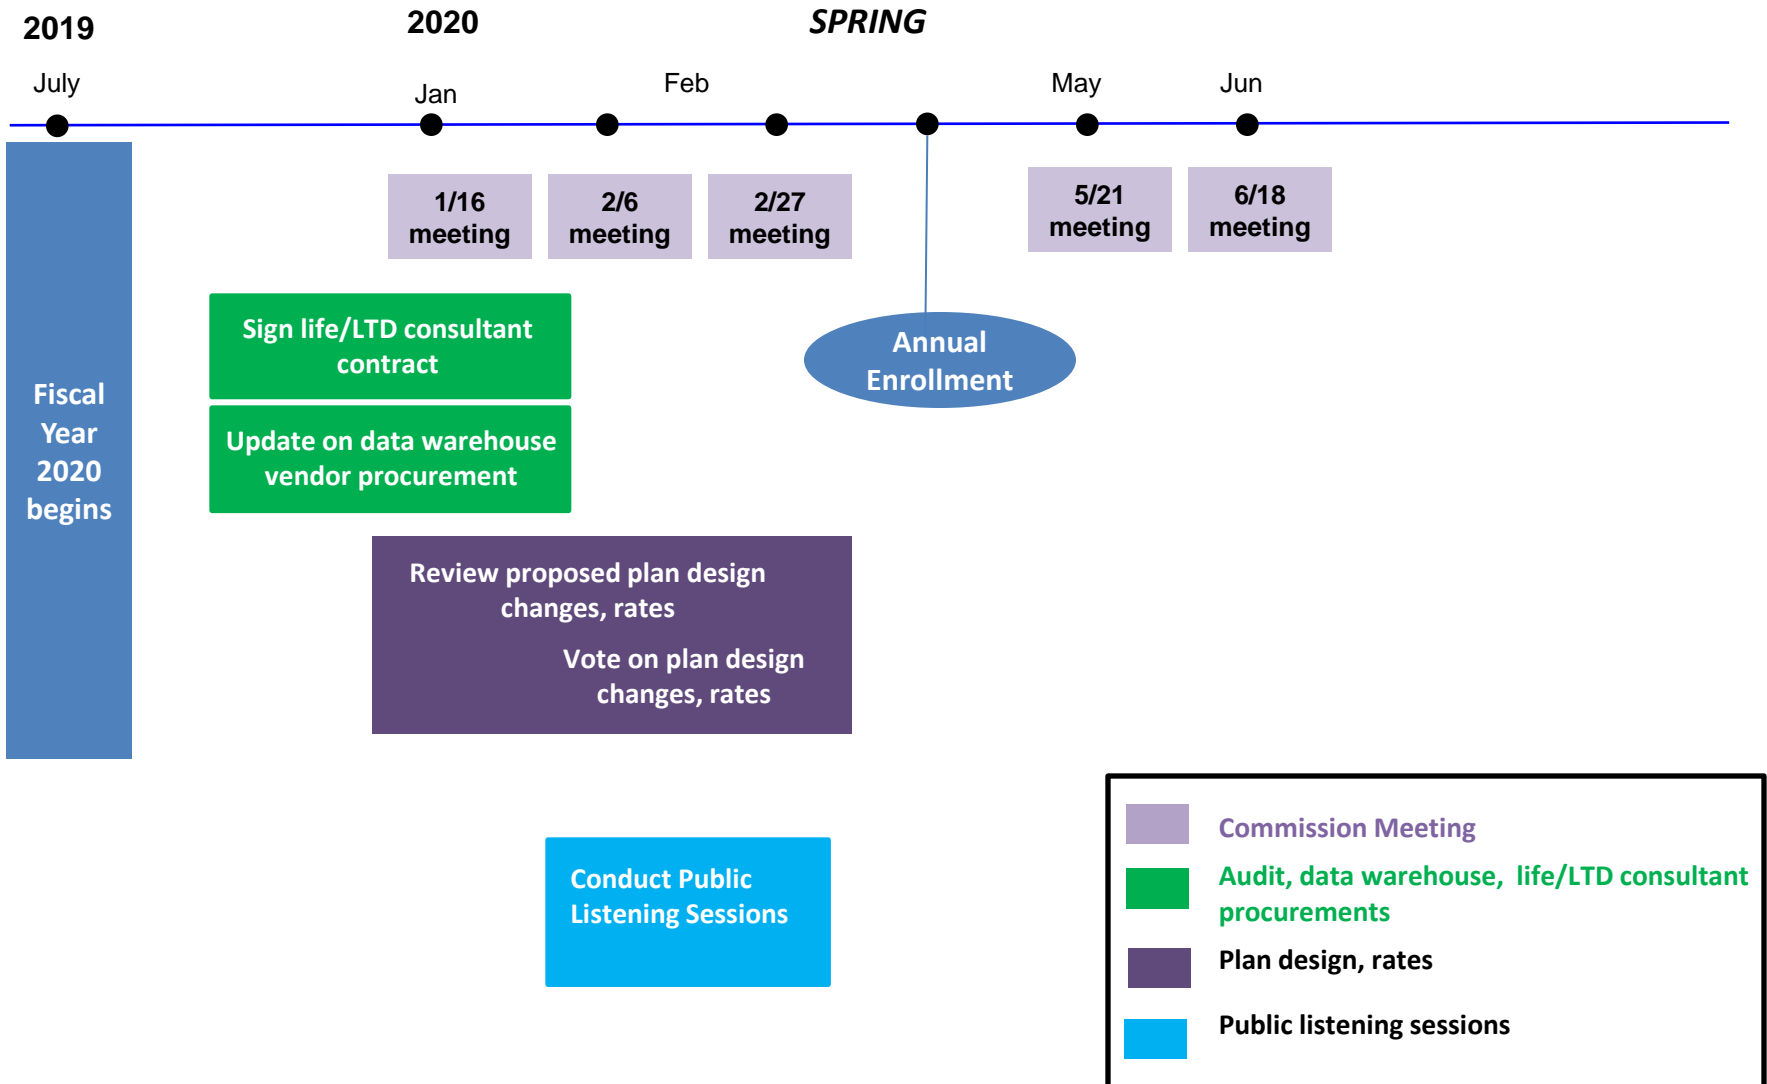 2019
2020
SPRING
July
Jan
Feb
May
Jun
1/16
meeting
2/6
meeting
2/27
meeting
5/21
meeting
6/18
meeting
Sign life/LTD consultant
contract
Annual
Enrollment
Fiscal
Year
2020
begins
Update on data warehouse
vendor procurement
Review proposed plan design
changes, rates
Vote on plan design
changes, rates
Conduct Public
Listening Sessions
Commission Meeting
Audit, data warehouse, life/LTD consultant
procurements
Plan design, rates
Public listening sessions